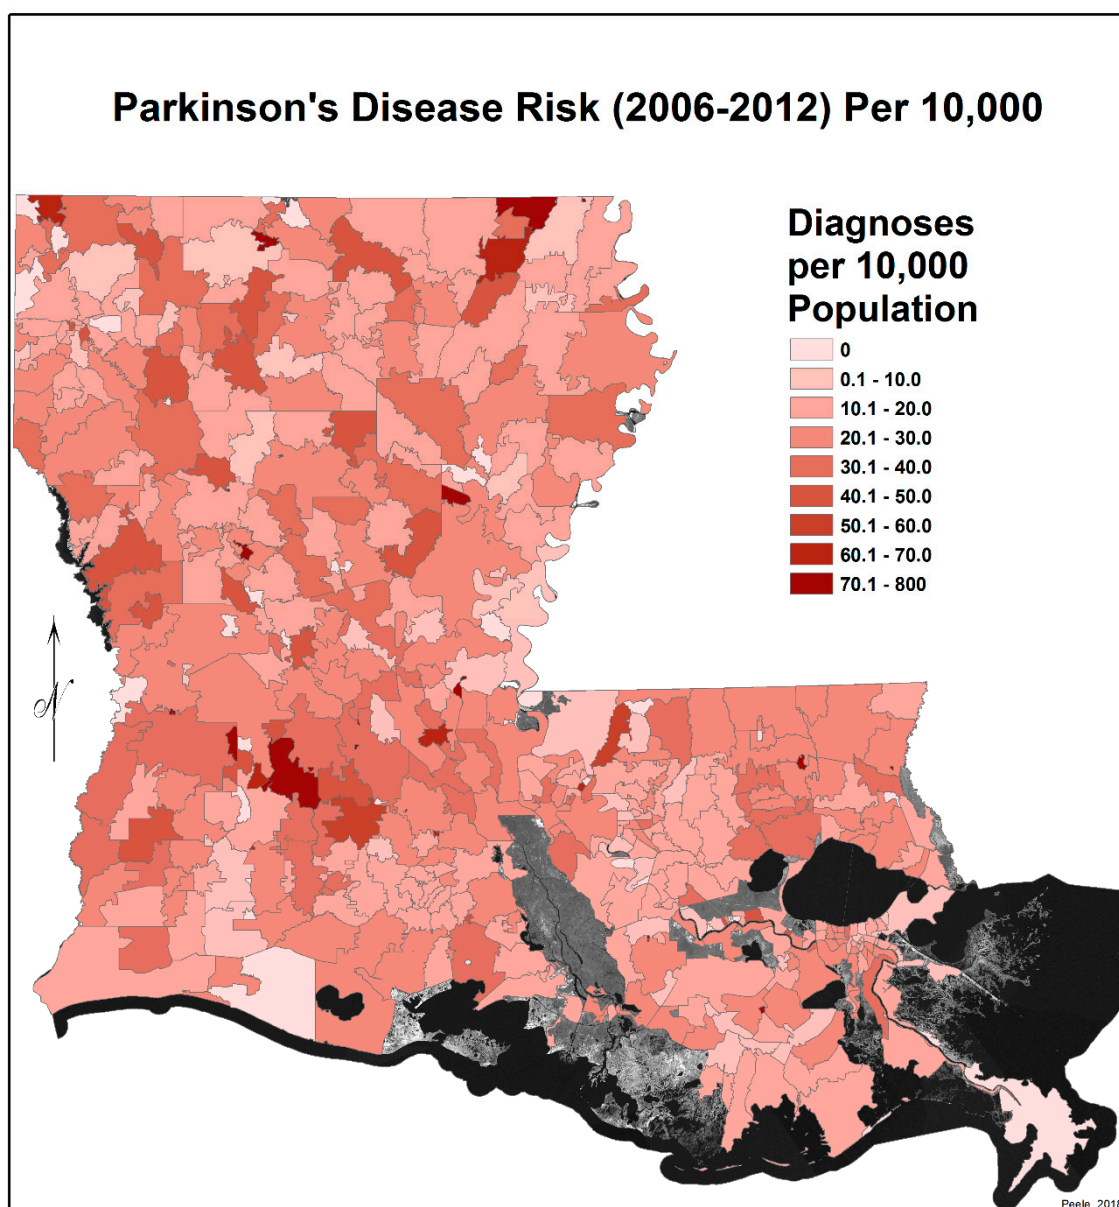 Parkinson's Disease Risk (2006-2012) Per 10,000
Diagnoses
per 10,000
Population
0
0.1 - 10.0
10.1 - 20.0
20.1 - 30.0
30.1 - 40.0
40.1 - 50.0
50.1 - 60.0
60.1 - 70.0
70.1 - 800
N
Peele, 2018